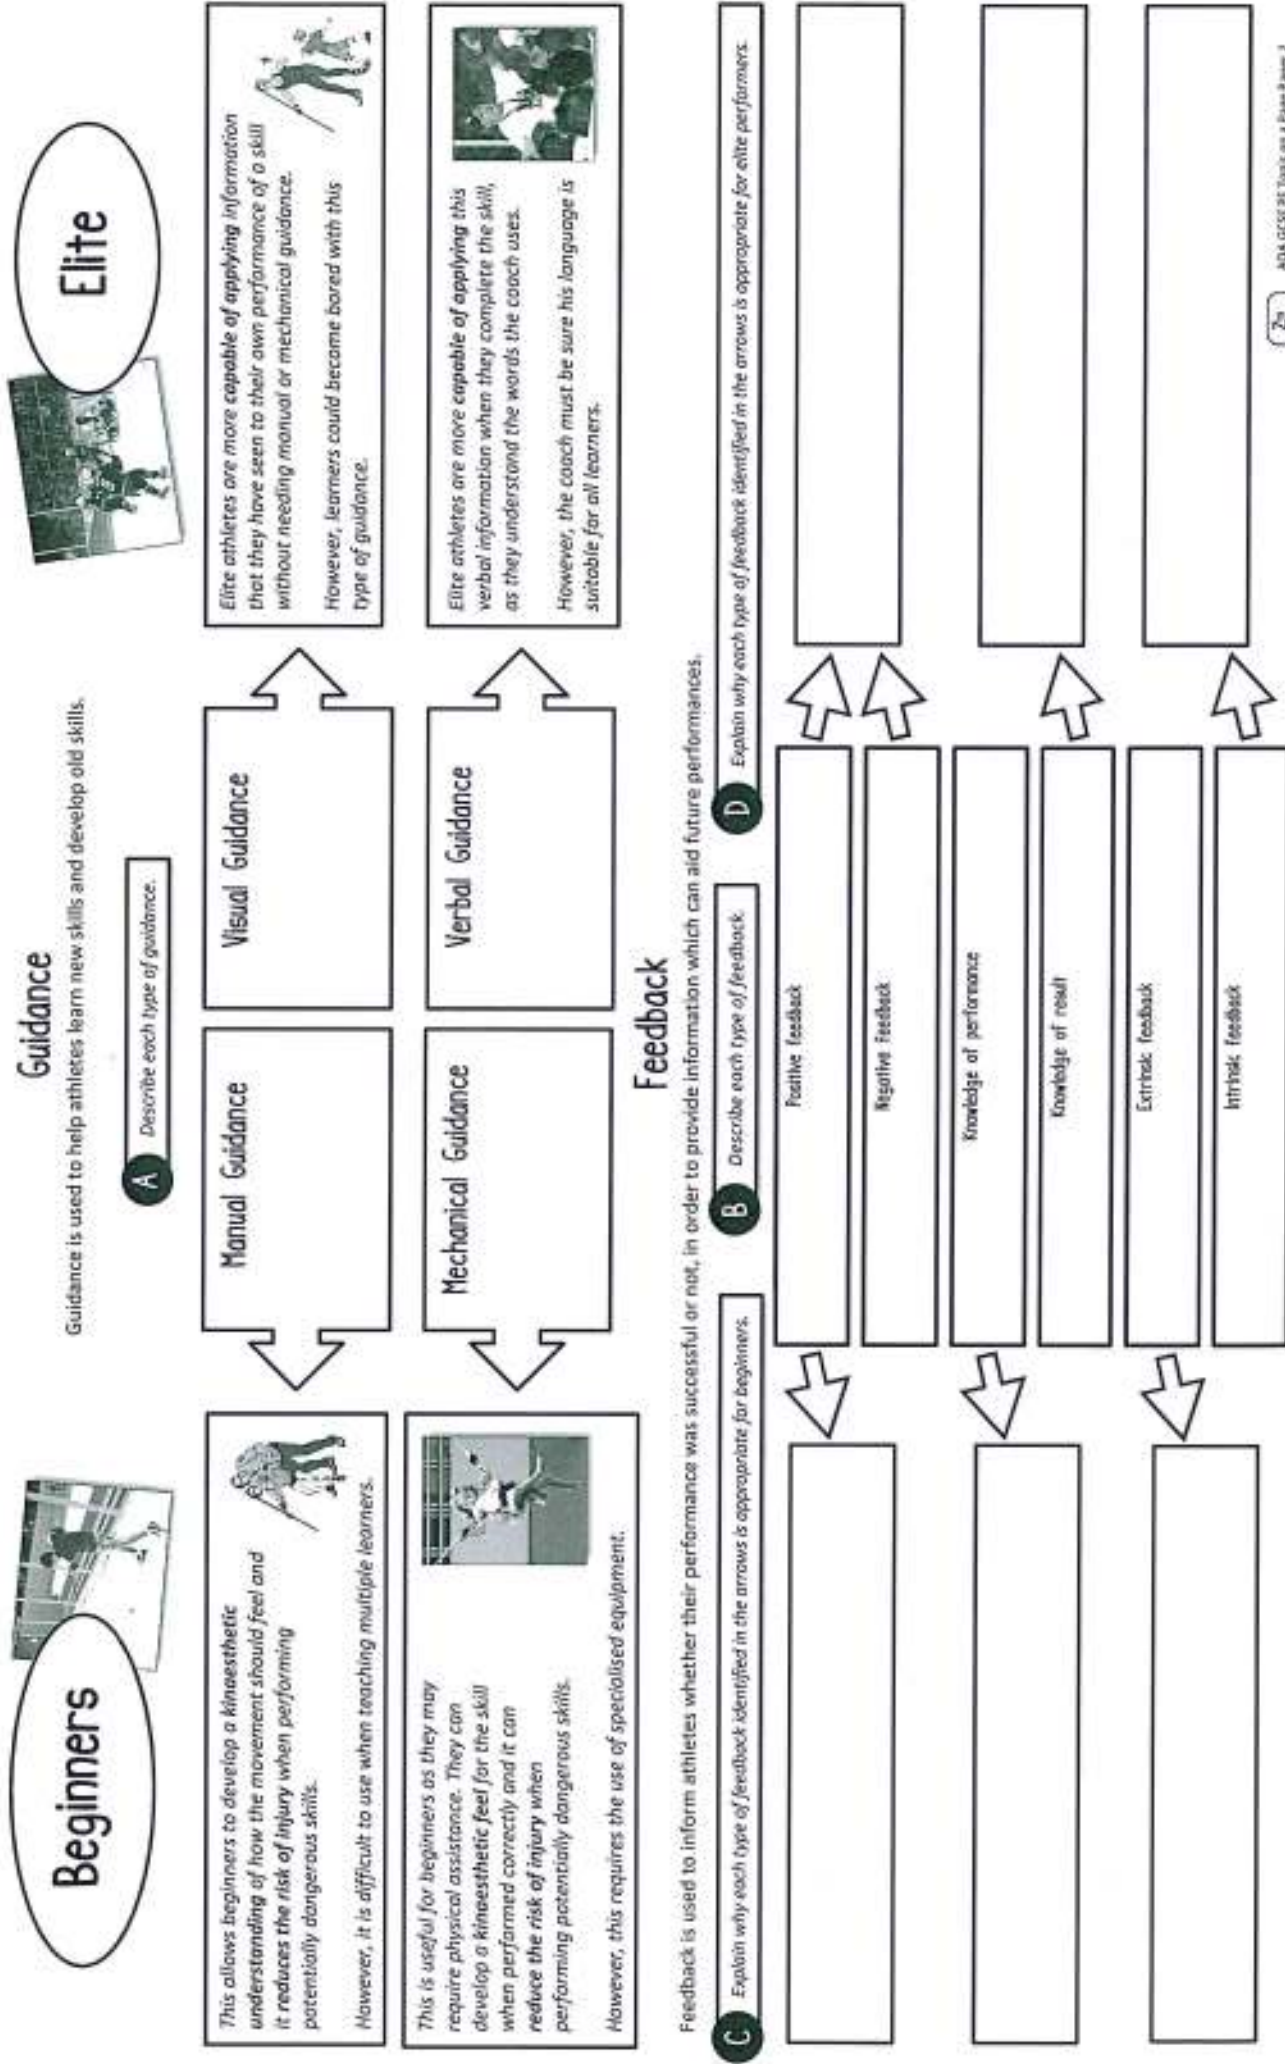 Beginners
Guidance
Guidance is used to help athletes learn new skills and develop old skills.
Elite
A
Describe each type of guidance.
This allows beginners to develop a kinaesthetic
understanding of how the movement should feel and
it reduces the risk of injury when performing
potentially dangerous skills.
However, it is difficult to use when teaching multiple learners.
Manual Guidance
Visual Guidance
Elite athletes are more capable of applying information
that they have seen to their own performance of a skill
without needing manual or mechanical guidance.
However, learners could become bored with this
type of guidance.
This is useful for beginners as they may
require physical assistance. They can
develop a kinaesthetic feel for the skill
when performed correctly and it can
reduce the risk of injury when
performing potentially dangerous skills.
However, this requires the use of specialised equipment.
Mechanical Guidance
Verbal Guidance
Elite athletes are more capable of applying this
verbal information when they complete the skill,
as they understand the words the coach uses.
However, the coach must be sure his language is
suitable for all learners.
Feedback
Feedback is used to inform athletes whether their performance was successful or not, in order to provide information which can aid future performances.
C
Explain why each type of feedback identified in the arrows is appropriate for beginners.
B
Describe each type of feedback.
D
Explain why each type of feedback identified in the arrows is appropriate for elite performers.
Positive feedback
Negative Feedback
Knowledge of performance
Knowledge of result
Extrinsic feedback
Intrinsic feedback